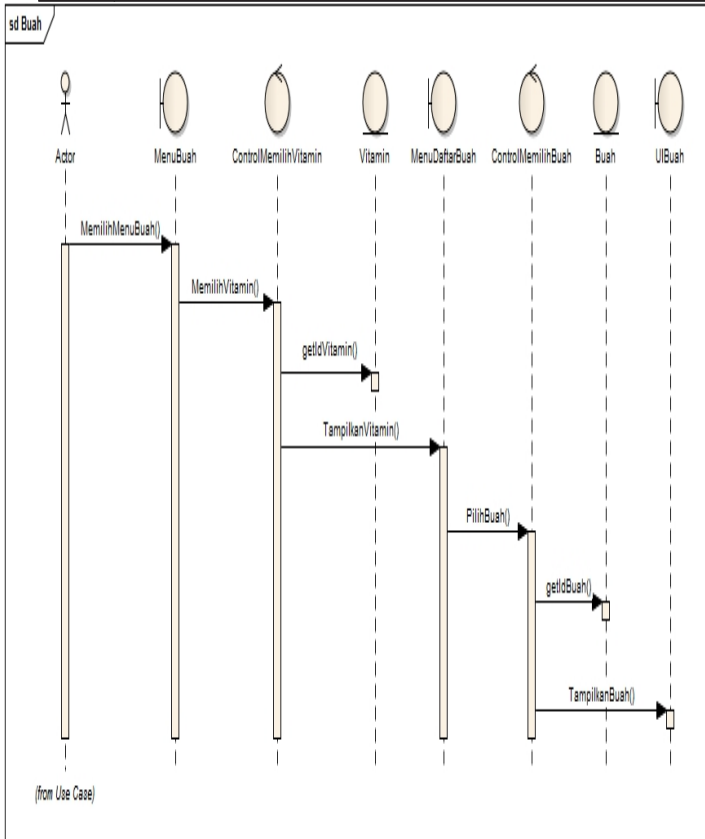 sd Buah
Actor
MenuBuah
ControlMemilihVitamin
Vitamin
MenuDaftarBuah
ControlMemilihBuah
Buah
UIBuah
MemilihMenuBuah()
MemilihVitamin()
getIdVitamin()
TampilkanVitamin()
PilihBuah()
getIdBuah()
TampilkanBuah()
(from Use Case)